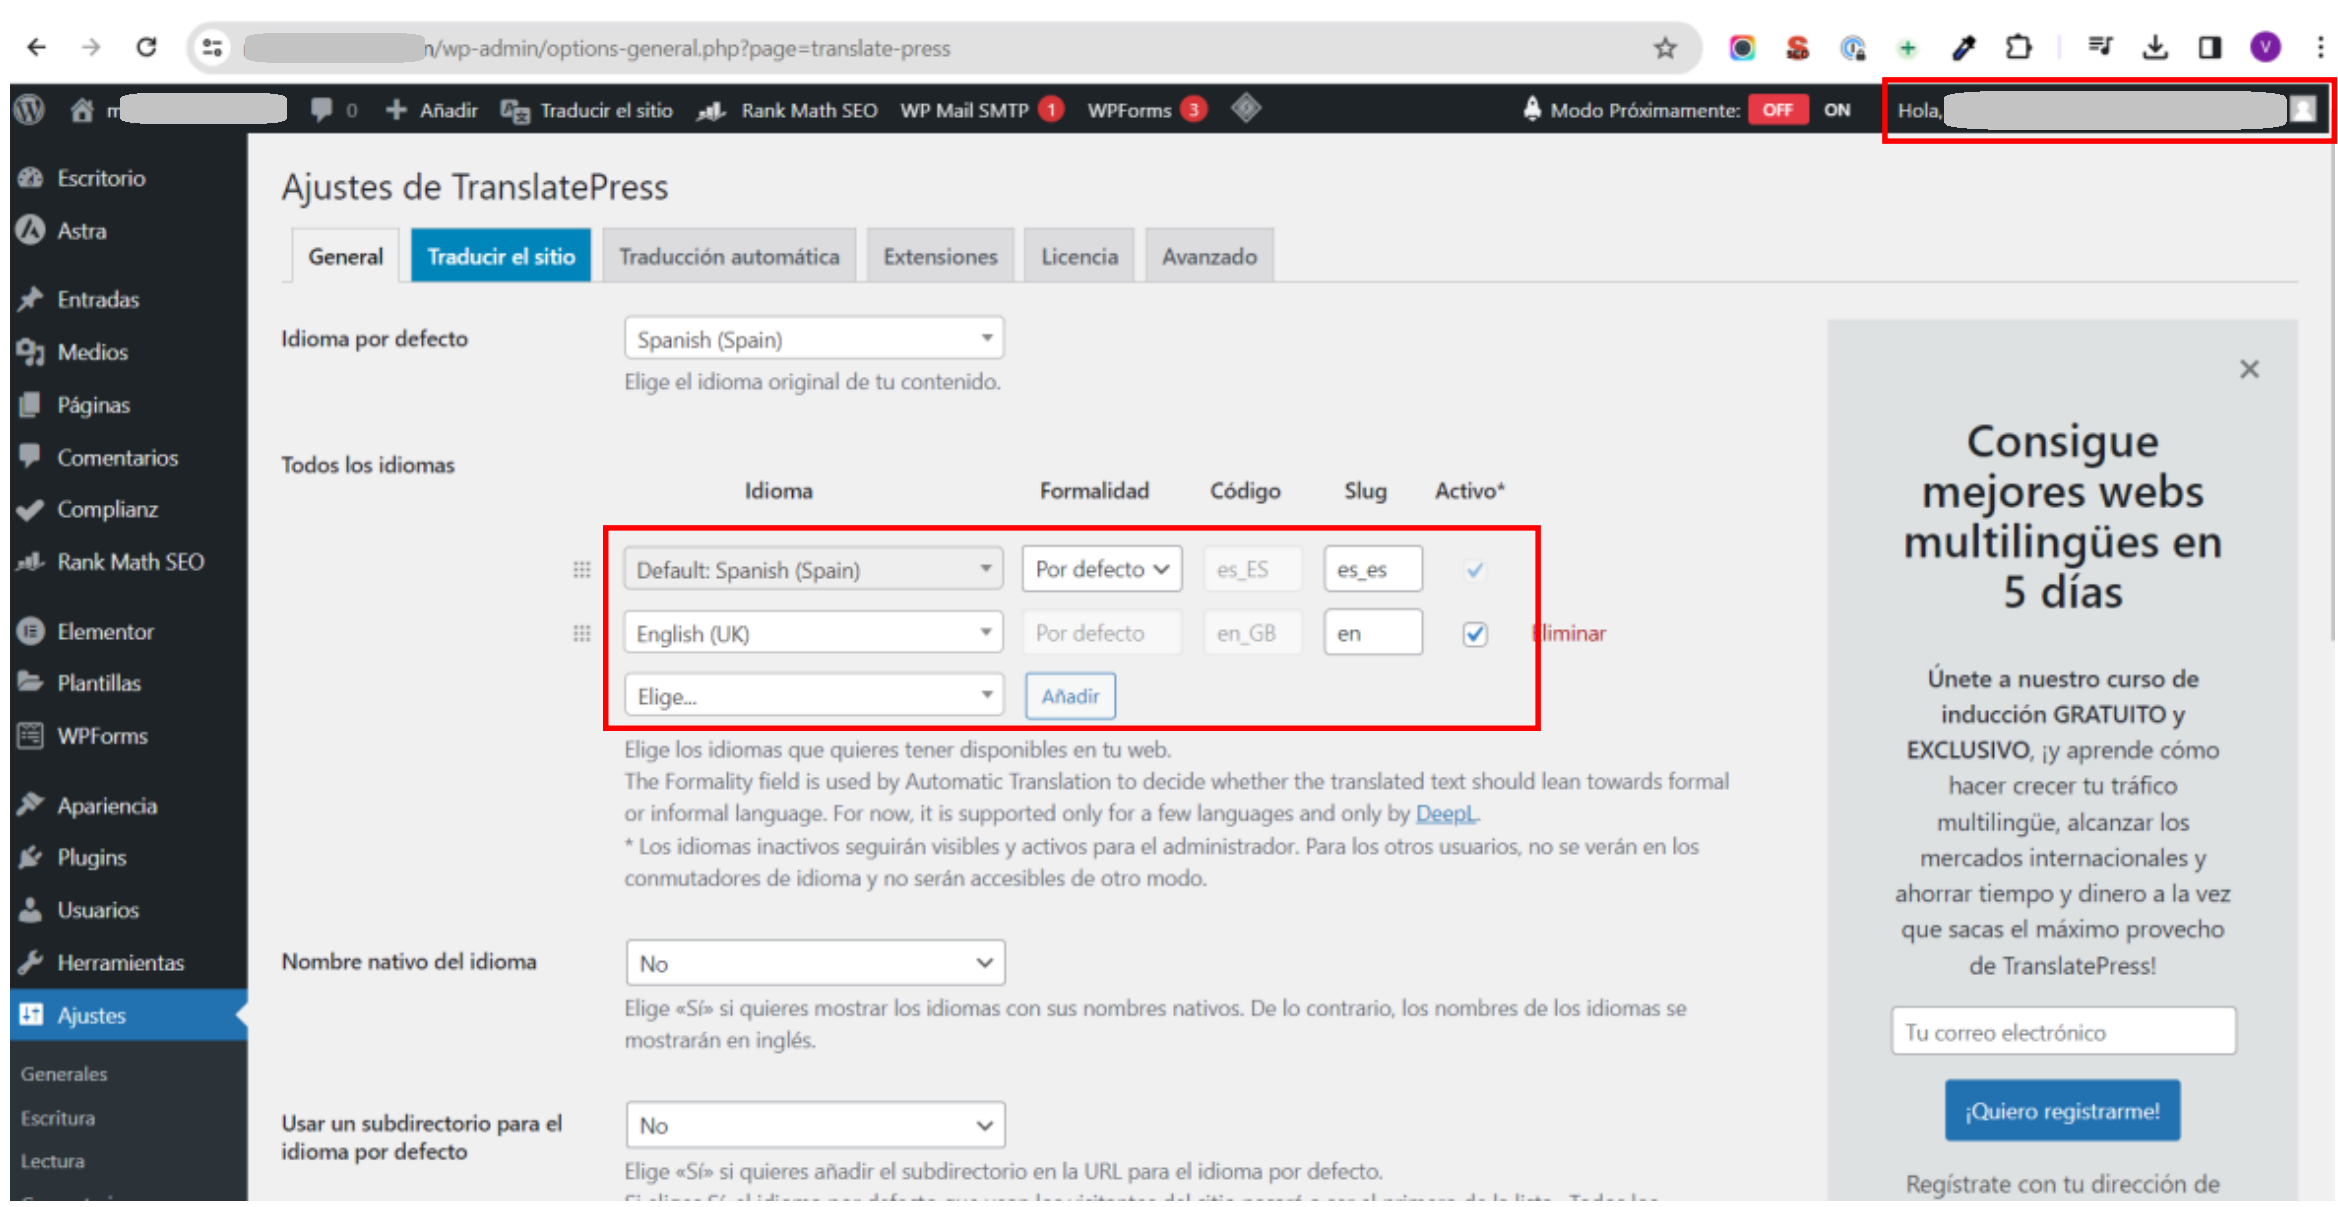 n/wp-admin/options-general.php?page=translate-press
V
m
0
Añadir
Traducir el sitio
Rank Math SEO
WP Mail SMTP 1
WPForms 3
Modo Próximamente: OFF ON
Hola,
Escritorio
Astra
Entradas
Medios
Páginas
Comentarios
Complianz
Rank Math SEO
Elementor
Plantillas
WPForms
Apariencia
Plugins
Usuarios
Herramientas
Ajustes
Generales
Escritura
Lectura
Ajustes de TranslatePress
General
Traducir el sitio
Traducción automática
Extensiones
Licencia
Avanzado
Idioma por defecto
Spanish (Spain)
Elige el idioma original de tu contenido.
Todos los idiomas
Idioma Formalidad Código Slug Activo*
Default: Spanish (Spain) Por defecto es_ES es_es
English (UK) Por defecto en_GB en Eliminar
Elige... Añadir
Elige los idiomas que quieres tener disponibles en tu web.
The Formality field is used by Automatic Translation to decide whether the translated text should lean towards formal
or informal language. For now, it is supported only for a few languages and only by DeepL.
* Los idiomas inactivos seguirán visibles y activos para el administrador. Para los otros usuarios, no se verán en los
conmutadores de idioma y no serán accesibles de otro modo.
Nombre nativo del idioma
No
Elige «Sí» si quieres mostrar los idiomas con sus nombres nativos. De lo contrario, los nombres de los idiomas se
mostrarán en inglés.
Usar un subdirectorio para el
idioma por defecto
No
Elige «Sí» si quieres añadir el subdirectorio en la URL para el idioma por defecto.
Consigue
mejores webs
multilingües en
5 días
Únete a nuestro curso de
inducción GRATUITO y
EXCLUSIVO, ¡y aprende cómo
hacer crecer tu tráfico
multilingüe, alcanzar los
mercados internacionales y
ahorrar tiempo y dinero a la vez
que sacas el máximo provecho
de TranslatePress!
Tu correo electrónico
¡Quiero registrarme!
Regístrate con tu dirección de